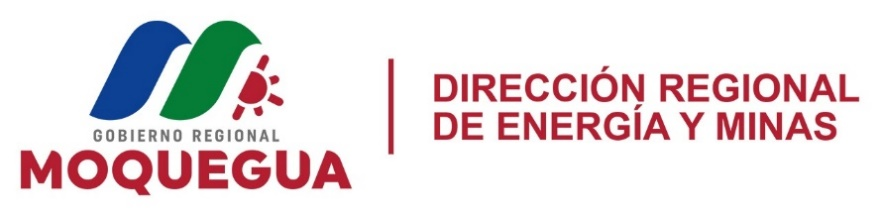 GOBIERNO REGIONAL
MOQUEGUA
DIRECCIÓN REGIONAL
DE ENERGÍA Y MINAS